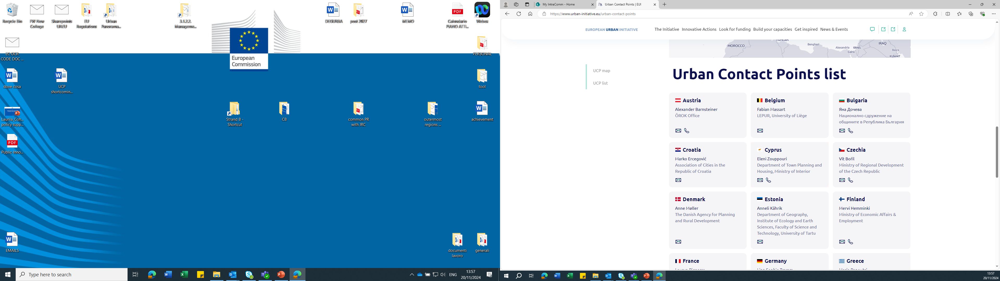 Recycle Bin
FW New College
Sharepoints UAEU
EU Regulations
Urban Panorama...
3.1.2.2. Manageme...
DEGURBA
post 2027
MEMO
Calendario PIANO ATTI...
Webex
EC OCR CODE DOC ...
PERSONAL
European
Commission
dove cosa
UCP shortcomin...
tool
Laurila_Coh... policy supp...
Strand B - Shortcut
CB
common PR with JRC
outermost regions ...
achievement
PDF
Public-Inno...
EMAILS
documenti lavoro
generali
Type here to search
ENG
13:57
20/11/2024
My IntraComm - Home
Urban Contact Points | EUI
https://www.urban-initiative.eu/urban-contact-points
EUROPEAN URBAN INITIATIVE
The Initiative
Innovative Actions
Look for funding
Build your capacities
Get inspired
News & Events
TUNISIA
MOROCCO
Benghazi
Alexandria
ISRAEL
Cairo
IRAQ
Basra
KUWAIT
UCP map
UCP list
Urban Contact Points list
Austria
Alexander Barnsteiner
ÖROK Office
Belgium
Fabian Massart
LEPUR, University of Liège
Bulgaria
Яна Дочева
Национално сдружение на
общините в Република България
Croatia
Marko Ercegović
Association of Cities in the
Republic of Croatia
Cyprus
Eleni Zouppouri
Department of Town Planning and
Housing, Ministry of Interior
Czechia
Vít Bořil
Ministry of Regional Development
of the Czech Republic
Denmark
Anne Møller
The Danish Agency for Planning
and Rural Development
Estonia
Anneli Kährik
Department of Geography,
Institute of Ecology and Earth
Sciences, Faculty of Science and
Technology, University of Tartu
Finland
Mervi Hemminki
Ministry of Economic Affairs &
Employment
France
Germany
Greece
13:57
20/11/2024